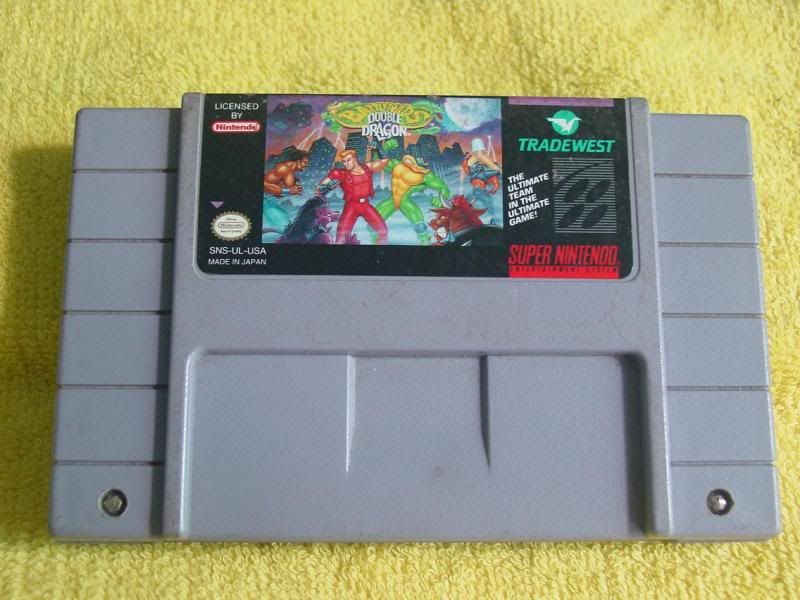 LICENSED
BY
Nintendo
SNS-UL-USA
MADE IN JAPAN
DOUBLE
DRAGON
TRADEWEST
THE
ULTIMATE
TEAM
IN THE
ULTIMATE
GAME!
SUPER NINTENDO
ENTERTAINMENT SYSTEM